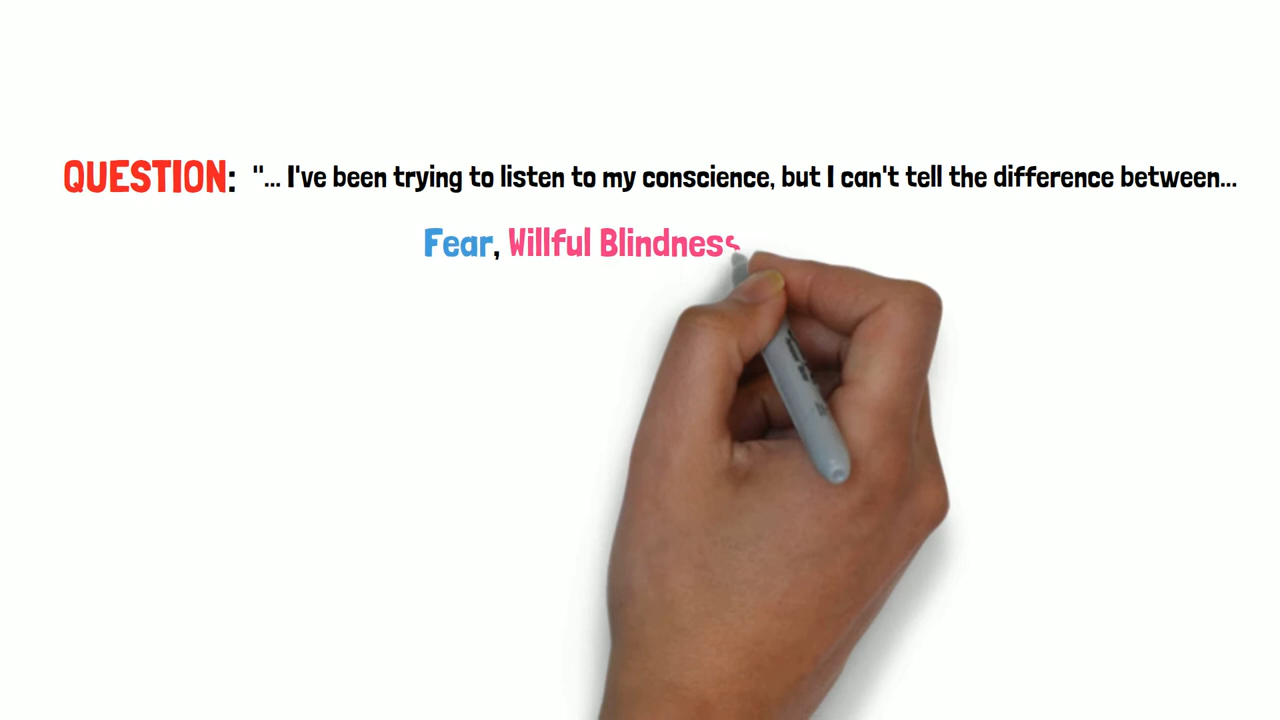 QUESTION: "... I've been trying to listen to my conscience, but I can't tell the difference between...
Fear, Willful Blindness